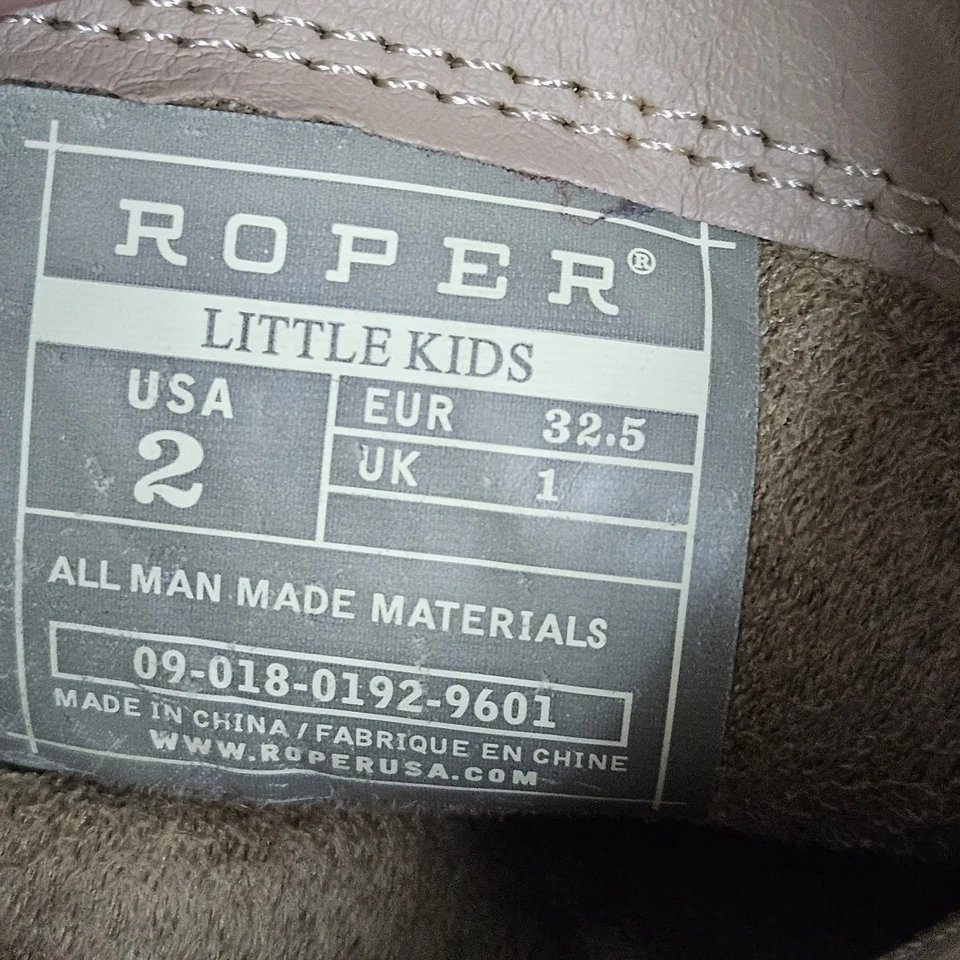 ROPER®
LITTLE KIDS
USA
2
EUR 32.5
UK 1
ALL MAN MADE MATERIALS
09-018-0192-9601
MADE IN CHINA / FABRIQUE EN CHINE
WWW.ROPERUSA.COM